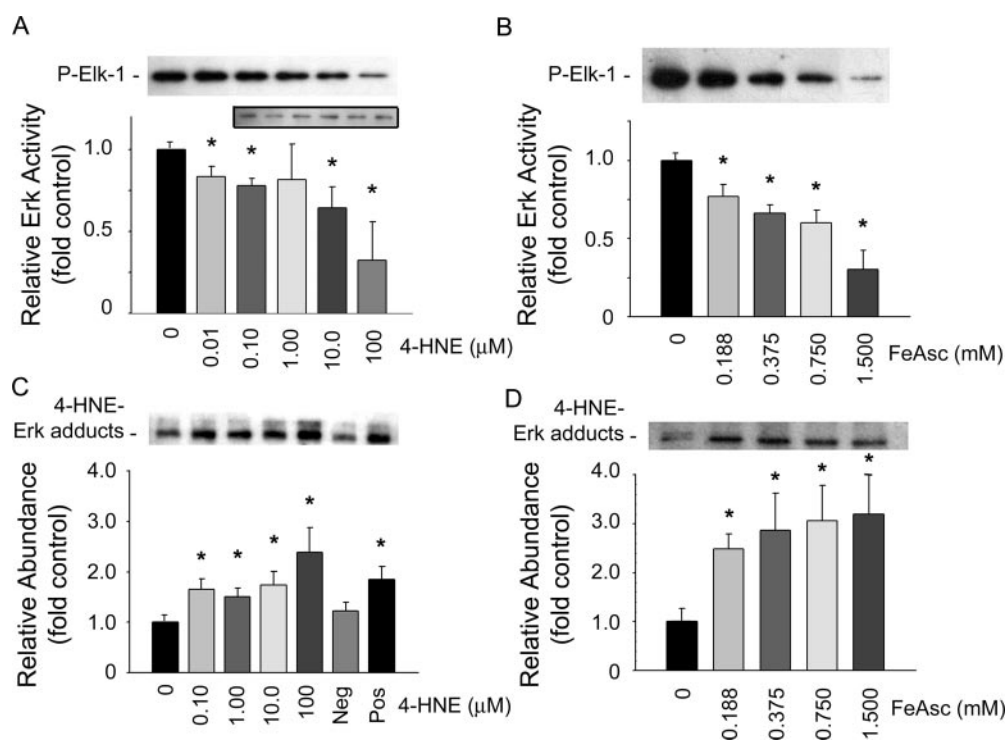 A
P-Elk-1 -
Relative Erk Activity
(fold control)
1.0
0.5
0
* * * *
0 0.01 0.10 1.00 10.0 100 4-HNE (μM)
B
P-Elk-1 -
Relative Erk Activity
(fold control)
1.0
0.5
0
* * * *
0 0.188 0.375 0.750 1.500 FeAsc (mM)
C
4-HNE-
Erk adducts -
Relative Abundance
(fold control)
4.0
3.0
2.0
1.0
0.0
* * * * *
0 0.10 1.00 10.0 100 Neg Pos 4-HNE (μM)
D
4-HNE-
Erk adducts -
Relative Abundance
(fold control)
4.0
3.0
2.0
1.0
0.0
* * * *
0 0.188 0.375 0.750 1.500 FeAsc (mM)